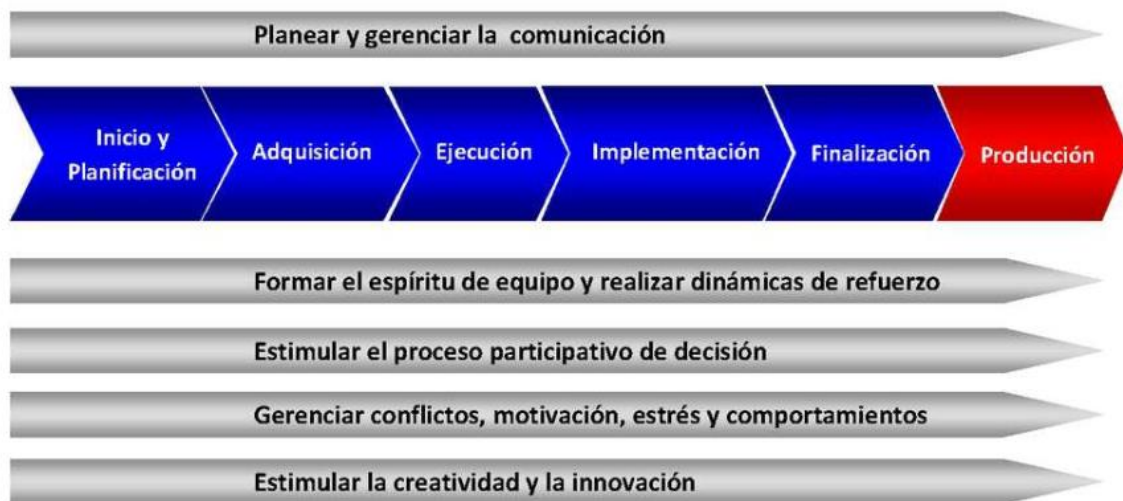 Planear y gerenciar la comunicación
Inicio y
Planificación
Adquisición
Ejecución
Implementación
Finalización
Producción
Formar el espíritu de equipo y realizar dinámicas de refuerzo
Estimular el proceso participativo de decisión
Gerenciar conflictos, motivación, estrés y comportamientos
Estimular la creatividad y la innovación